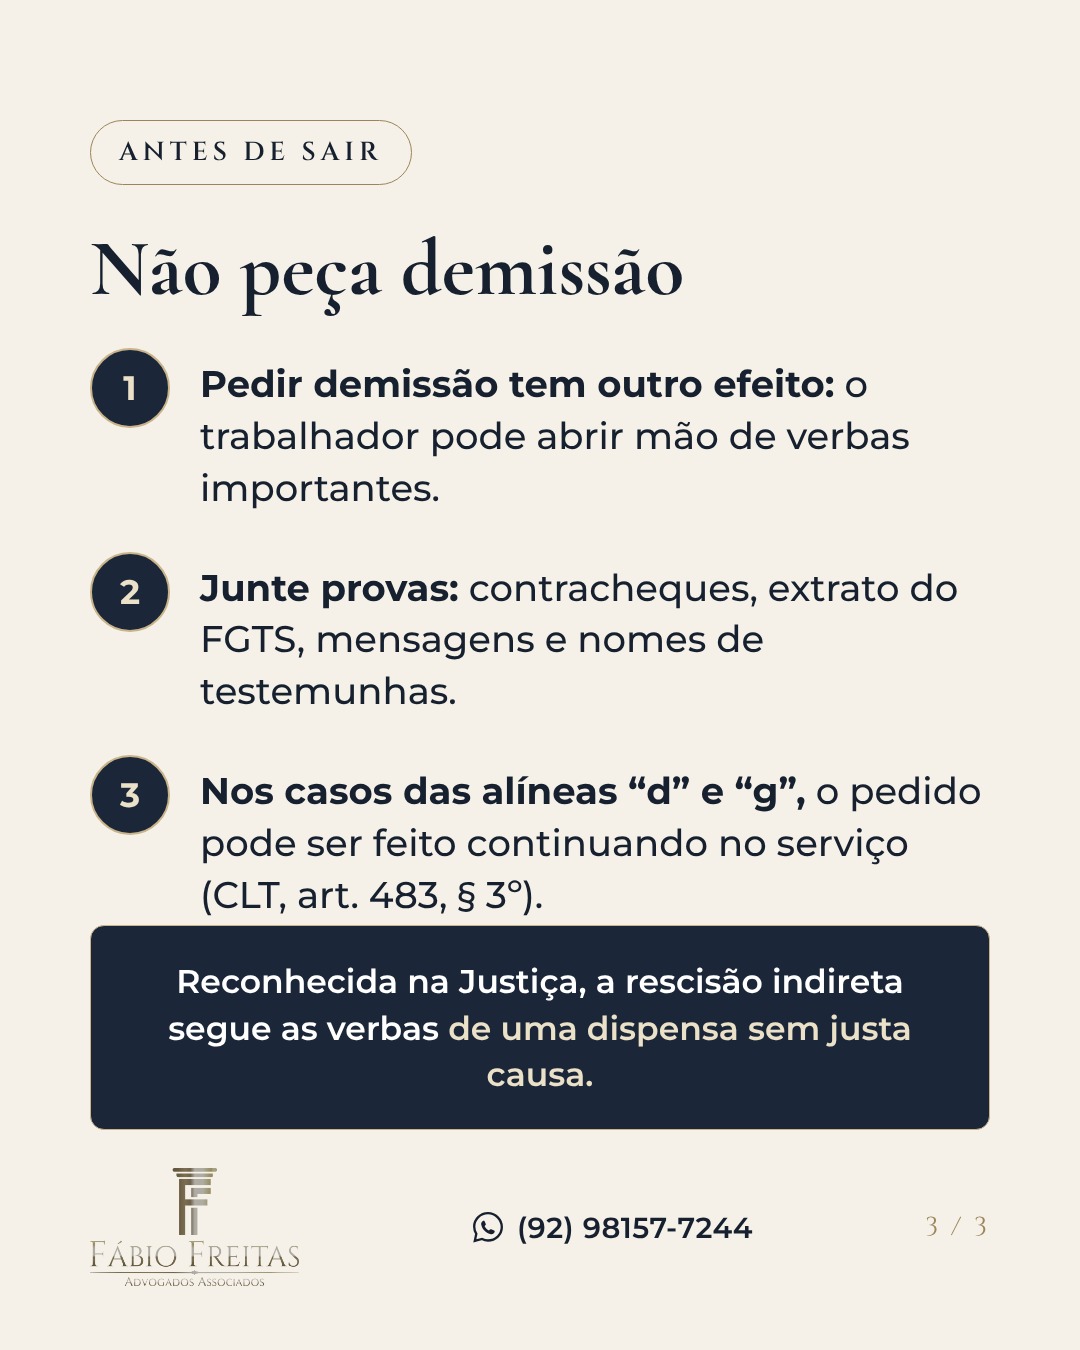 ANTES DE SAIR
Não peça demissão
1
Pedir demissão tem outro efeito: o
trabalhador pode abrir mão de verbas
importantes.
2
Junte provas: contracheques, extrato do
FGTS, mensagens e nomes de
testemunhas.
3
Nos casos das alíneas “d” e “g”, o pedido
pode ser feito continuando no serviço
(CLT, art. 483, § 3º).
Reconhecida na Justiça, a rescisão indireta
segue as verbas de uma dispensa sem justa
causa.
FÁBIO FREITAS
ADVOGADOS ASSOCIADOS
(92) 98157-7244
3 / 3